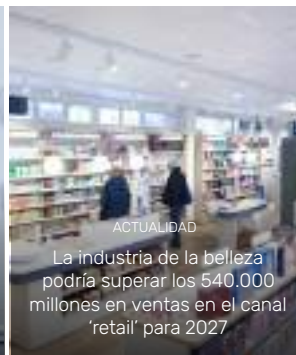 ACTUALIDAD
La industria de la belleza
podría superar los 540.000
millones en ventas en el canal
‘retail’ para 2027